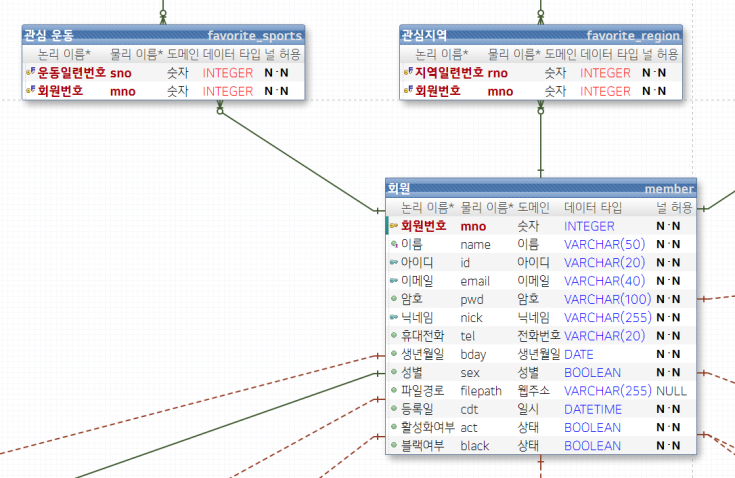 관심 운동 favorite_sports
논리 이름* 물리 이름* 도메인 데이터 타입 널 허용
운동일련번호 sno 숫자 INTEGER N·N
회원번호 mno 숫자 INTEGER N·N
관심지역 favorite_region
논리 이름* 물리 이름* 도메인 데이터 타입 널 허용
지역일련번호 rno 숫자 INTEGER N·N
회원번호 mno 숫자 INTEGER N·N
회원 member
논리 이름* 물리 이름* 도메인 데이터 타입 널 허용
회원번호 mno 숫자 INTEGER N·N
이름 name 이름 VARCHAR(50) N·N
아이디 id 아이디 VARCHAR(20) N·N
이메일 email 이메일 VARCHAR(40) N·N
암호 pwd 암호 VARCHAR(100) N·N
닉네임 nick 닉네임 VARCHAR(255) N·N
휴대전화 tel 전화번호 VARCHAR(20) N·N
생년월일 bday 생년월일 DATE N·N
성별 sex 성별 BOOLEAN N·N
파일경로 filepath 웹주소 VARCHAR(255) NULL
등록일 cdt 일시 DATETIME N·N
활성화여부 act 상태 BOOLEAN N·N
블랙여부 black 상태 BOOLEAN N·N